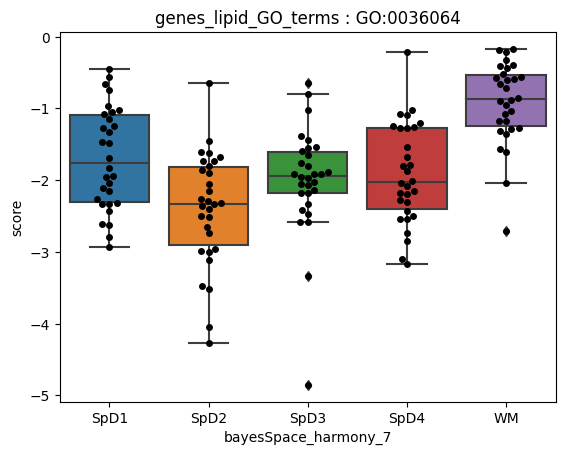 genes_lipid_GO_terms : GO:0036064
0
−1
−2
−3
−4
−5
score
SpD1 SpD2 SpD3 SpD4 WM
bayesSpace_harmony_7